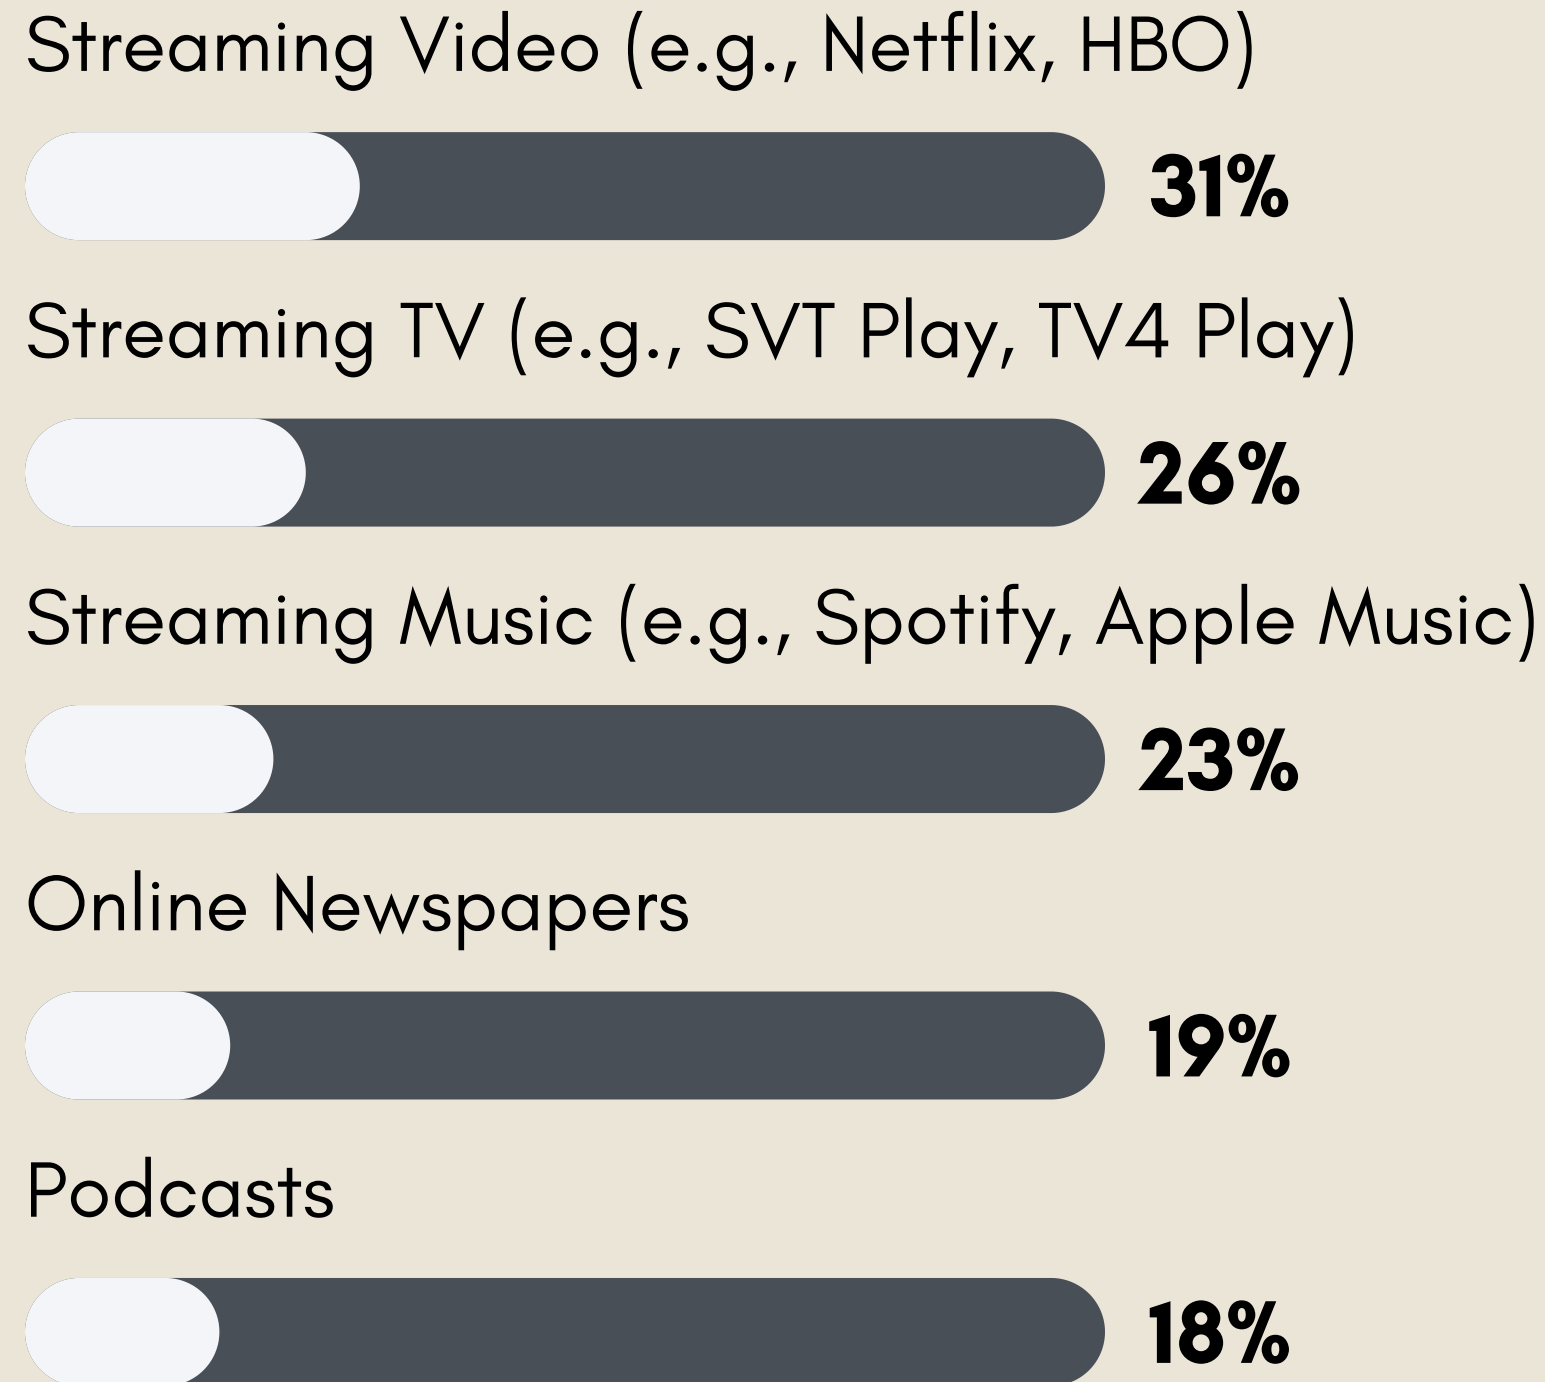 Streaming Video (e.g., Netflix, HBO)
31%
Streaming TV (e.g., SVT Play, TV4 Play)
26%
Streaming Music (e.g., Spotify, Apple Music)
23%
Online Newspapers
19%
Podcasts
18%